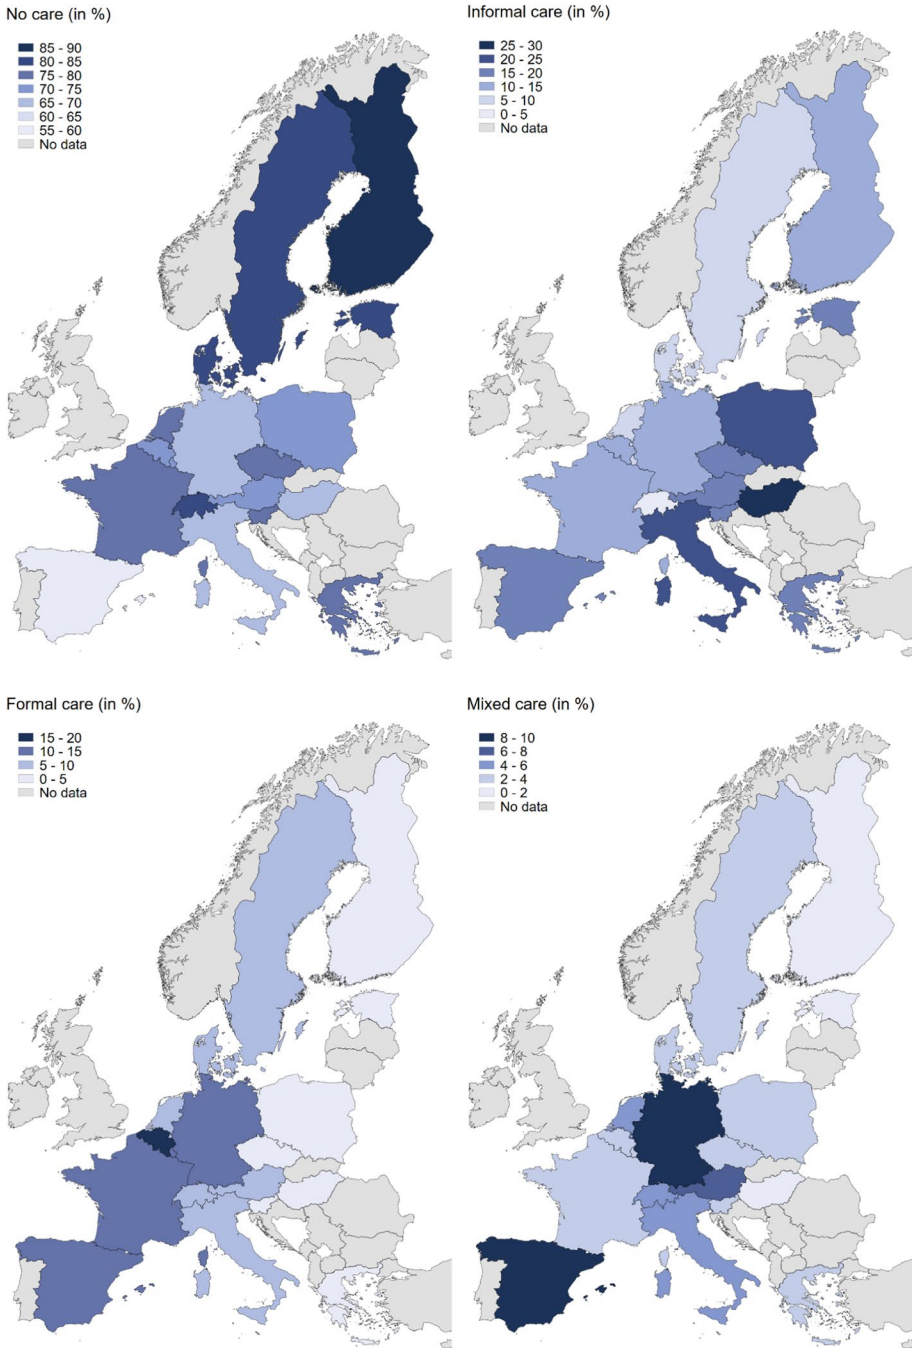 No care (in %)
85 - 90
80 - 85
75 - 80
70 - 75
65 - 70
60 - 65
55 - 60
No data
Informal care (in %)
25 - 30
20 - 25
15 - 20
10 - 15
5 - 10
0 - 5
No data
Formal care (in %)
15 - 20
10 - 15
5 - 10
0 - 5
No data
Mixed care (in %)
8 - 10
6 - 8
4 - 6
2 - 4
0 - 2
No data